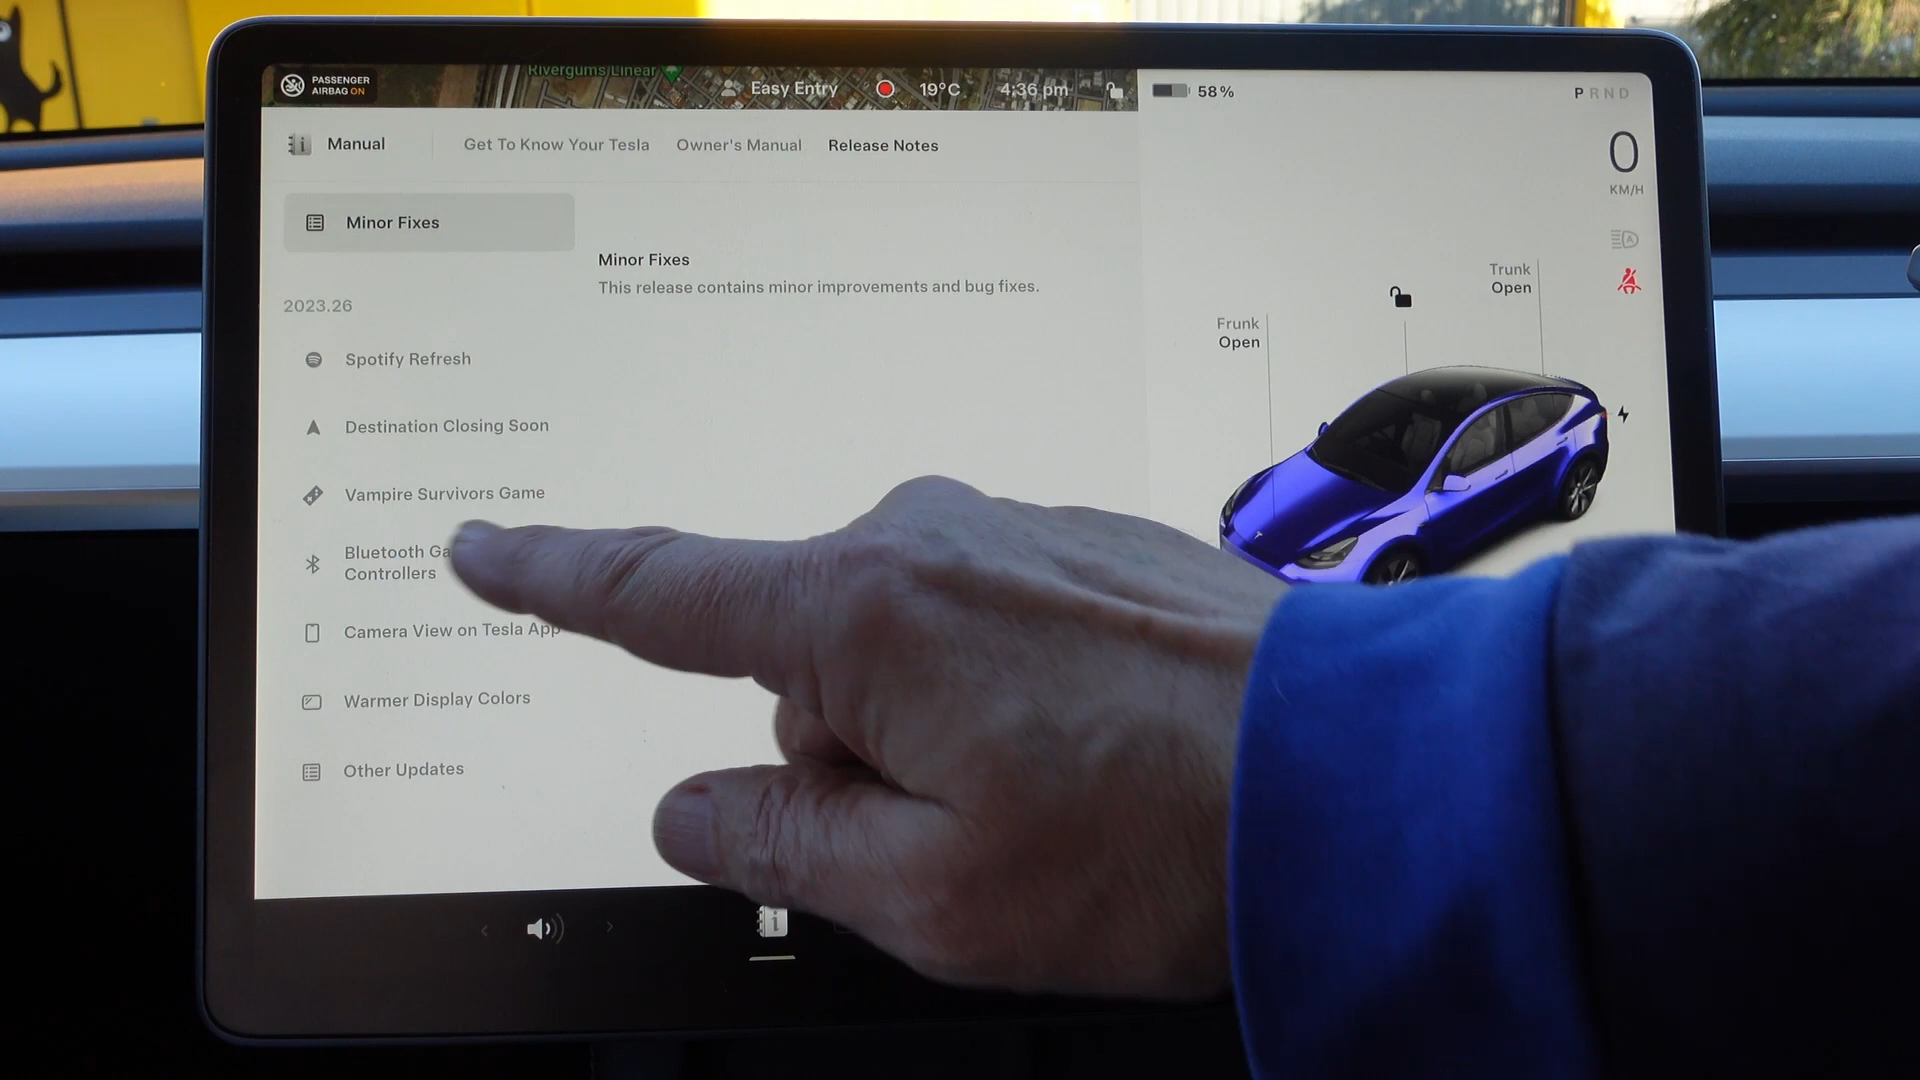 PASSENGER
AIRBAG ON
Rivergums Linear
Easy Entry
19°C
4:36 pm
58%
P R N D
Manual
Get To Know Your Tesla
Owner's Manual
Release Notes
0
KM/H
Minor Fixes
Minor Fixes
This release contains minor improvements and bug fixes.
2023.26
Spotify Refresh
Destination Closing Soon
Vampire Survivors Game
Bluetooth
Controllers
Camera View on Tesla App
Warmer Display Colors
Other Updates
Trunk
Open
Frunk
Open